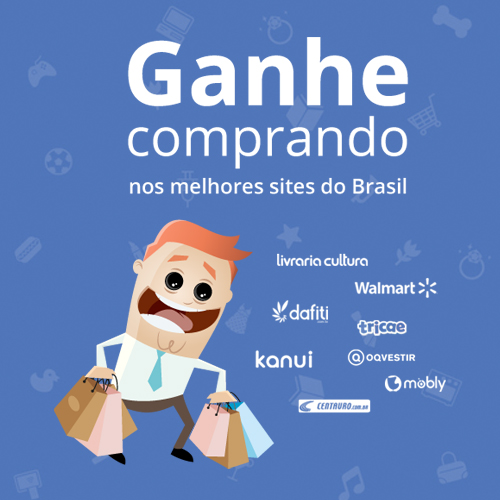 Ganhe
comprando
nos melhores sites do Brasil
livraria cultura
Walmart
dafiti
tricae
kanui
OQVESTIR
mobly
CENTAURO.com.br